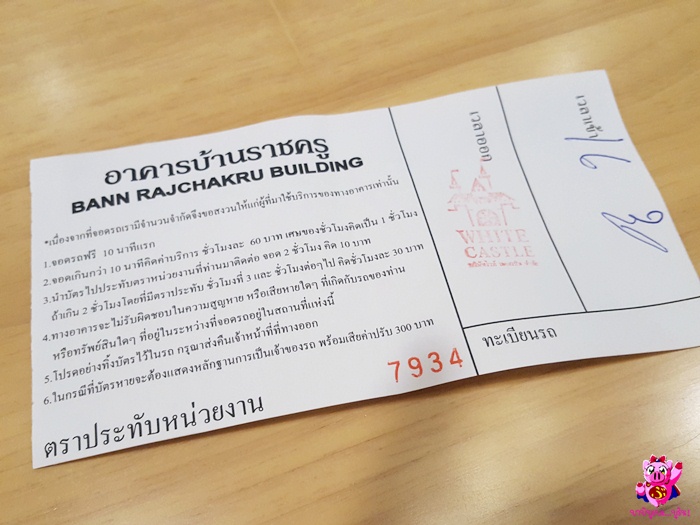 อาคารบ้านราชครู
BANN RAJCHAKRU BUILDING
*เนื่องจากที่จอดรถเรามีจำนวนจำกัดจึงขอสงวนให้แก่ผู้ที่มาใช้บริการของทางอาคารเท่านั้น
1.จอดรถฟรี 10 นาทีแรก
2.จอดเกินกว่า 10 นาทีคิดค่าบริการ ชั่วโมงละ 60 บาท เศษของชั่วโมงคิดเป็น 1 ชั่วโมง
3.นำบัตรไปประทับตราหน่วยงานที่ท่านมาติดต่อ จอด 2 ชั่วโมง คิด 10 บาท
ถ้าเกิน 2 ชั่วโมงโดยที่มีตราประทับ ชั่วโมงที่ 3 และ ชั่วโมงต่อๆไป คิดชั่วโมงละ 30 บาท
4.ทางอาคารจะไม่รับผิดชอบในความสูญหาย หรือเสียหายใดๆ ที่เกิดกับรถของท่าน
หรือทรัพย์สินใดๆ ที่อยู่ในระหว่างที่จอดรถอยู่ในสถานที่แห่งนี้
5.โปรดอย่าทิ้งบัตรไว้ในรถ กรุณาส่งคืนเจ้าหน้าที่ที่ทางออก
6.ในกรณีที่บัตรหายจะต้องแสดงหลักฐานการเป็นเจ้าของรถ พร้อมเสียค่าปรับ 300 บาท
7934
ตราประทับหน่วยงาน
เวลาออก
WHITE
CASTLE
เวลาเข้า
ทะเบียนรถ